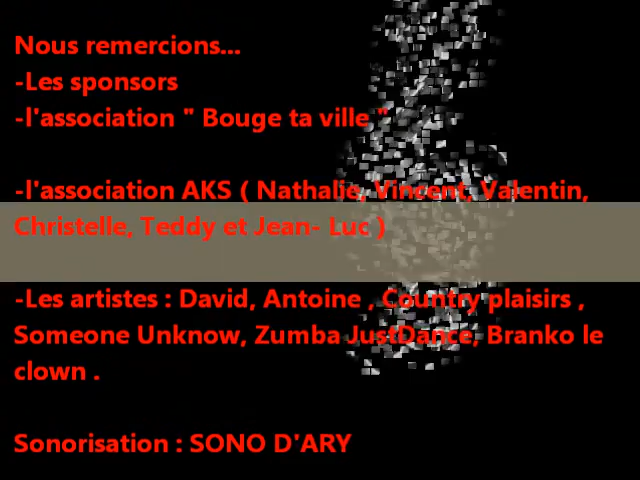 Nous remercions...
-Les sponsors
-l'association " Bouge ta ville "
-l'association AKS ( Nathalie, Vincent, Valentin,
Christelle, Teddy et Jean- Luc )
-Les artistes : David, Antoine , Country plaisirs ,
Someone Unknow, Zumba JustDance, Branko le
clown .
Sonorisation : SONO D'ARY